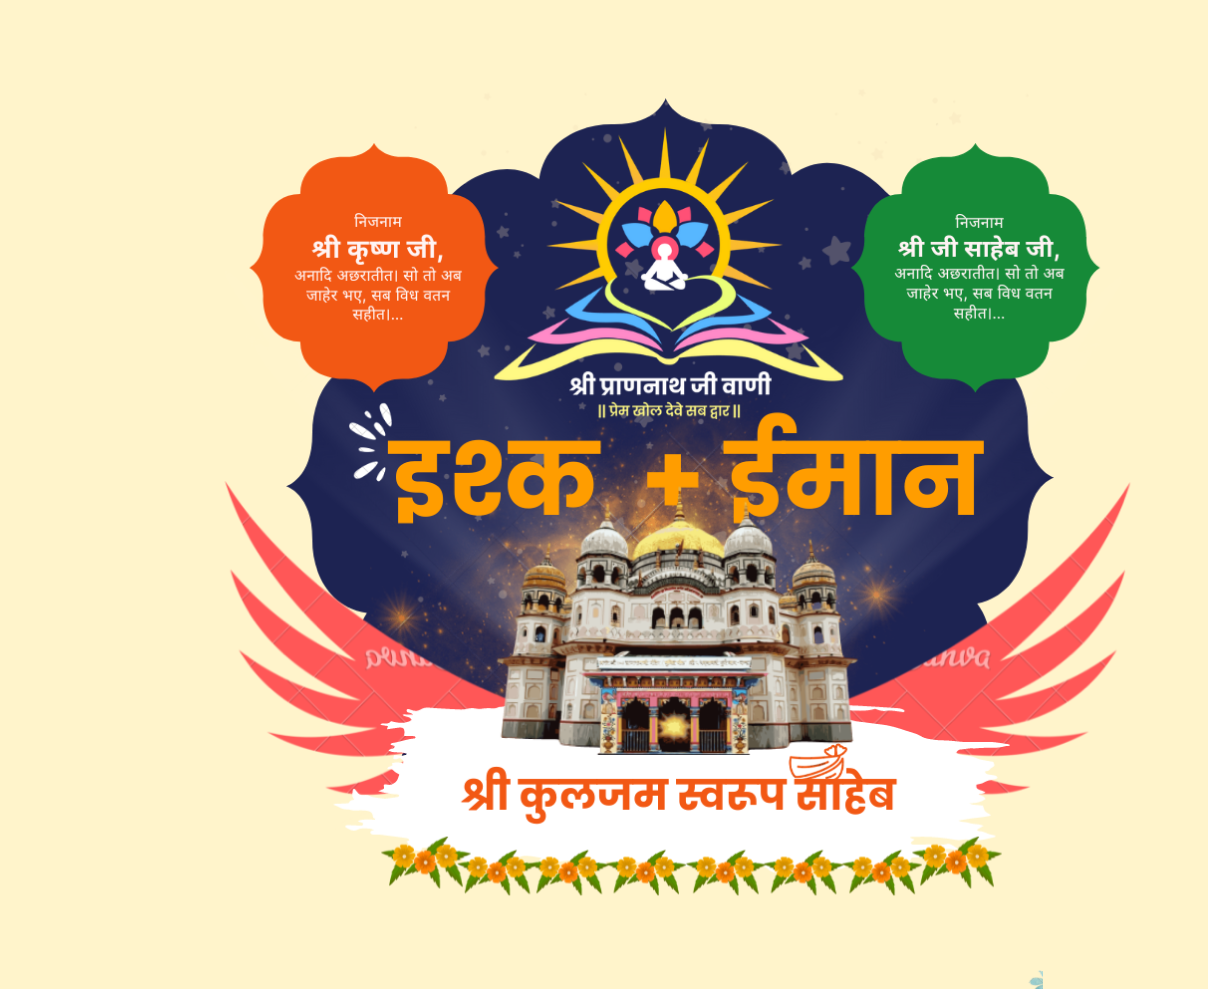 निजनाम
श्री कृष्ण जी,
अनादि अछरातीत। सो तो अब
जाहेर भए, सब विध वतन
सहीत।...
निजनाम
श्री जी साहेब जी,
अनादि अछरातीत। सो तो अब
जाहेर भए, सब विध वतन
सहीत।...
श्री प्राणनाथ जी वाणी
|| प्रेम खोल देवे सब द्वार ||
इश्क + ईमान
श्री कुलजम स्वरूप साहेब